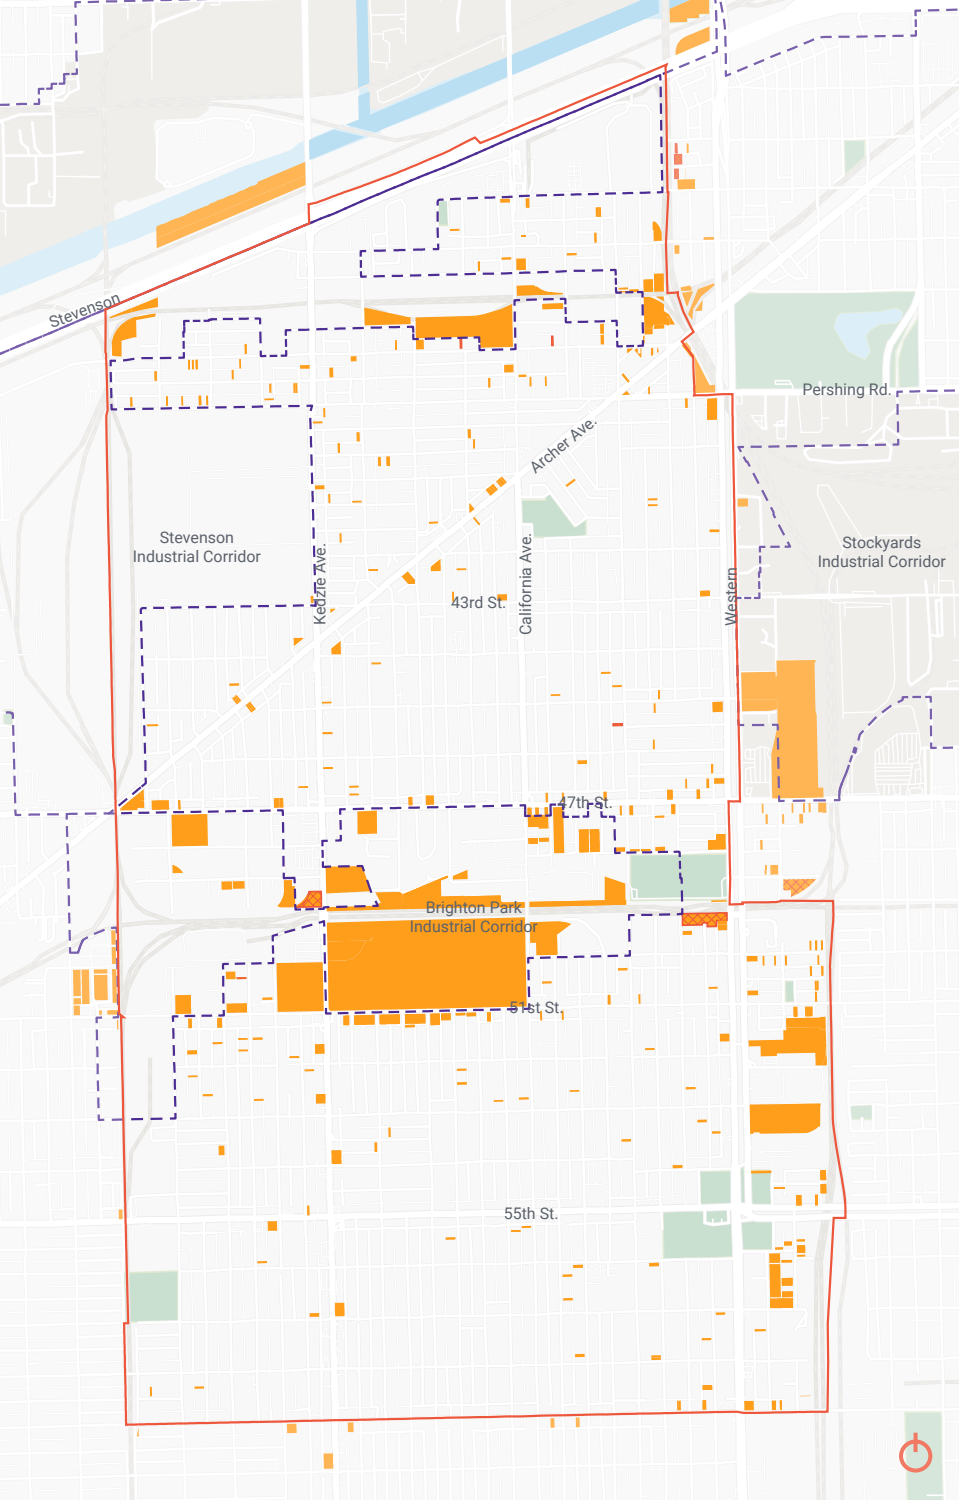 Stevenson
Pershing Rd.
Archer Ave.
Stevenson
Industrial Corridor
Kedzie Ave.
California Ave.
Stockyards
Industrial Corridor
43rd St.
Western
47th St.
Brighton Park
Industrial Corridor
51st St.
55th St.